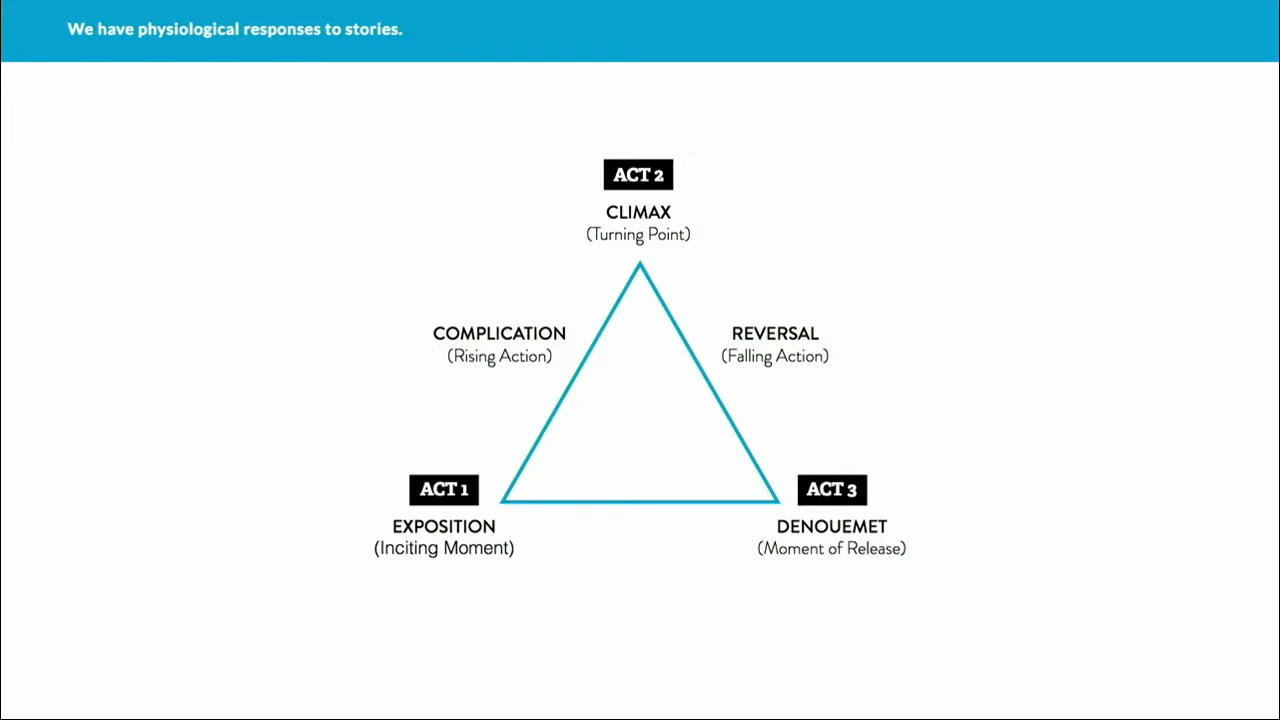 We have physiological responses to stories.
ACT 2
CLIMAX
(Turning Point)
COMPLICATION
(Rising Action)
REVERSAL
(Falling Action)
ACT 1
EXPOSITION
(Inciting Moment)
ACT 3
DENOUEMET
(Moment of Release)